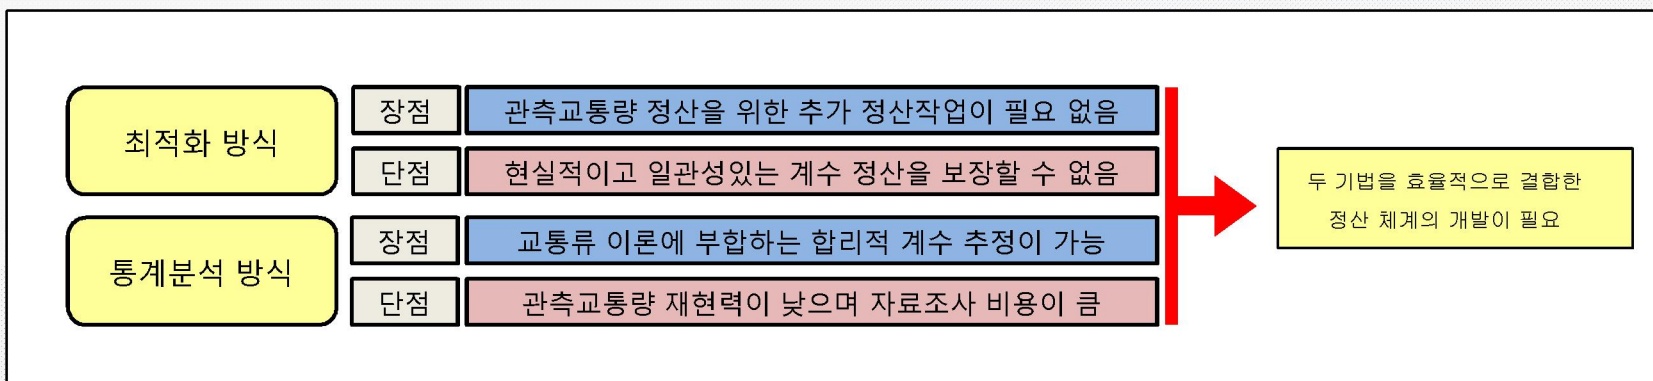 최적화 방식
장점
관측교통량 정산을 위한 추가 정산작업이 필요 없음
단점
현실적이고 일관성있는 계수 정산을 보장할 수 없음
통계분석 방식
장점
교통류 이론에 부합하는 합리적 계수 추정이 가능
단점
관측교통량 재현력이 낮으며 자료조사 비용이 큼
두 기법을 효율적으로 결합한
정산 체계의 개발이 필요